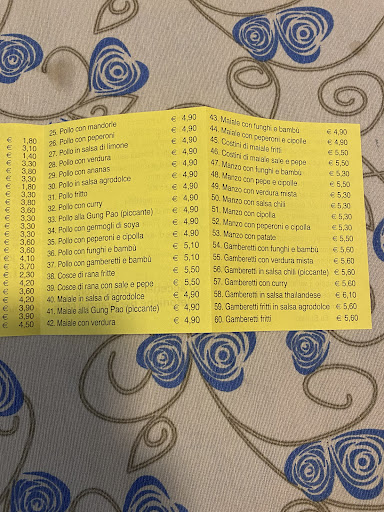 € 1,80
€ 3,10
€ 1,40
€ 3,30
€ 3,80
€ 3,30
€ 1,80
€ 3,30
€ 3,80
€ 3,60
€ 3,30
€ 3,30
€ 3,60
€ 3,60
€ 4,10
€ 3,70
€ 2,30
€ 4,20
€ 3,60
€ 4,20
€ 3,90
€ 3,90
€ 4,50
25. Pollo con mandorle € 4,90
26. Pollo con peperoni € 4,90
27. Pollo in salsa di limone € 4,90
28. Pollo con verdura € 4,90
29. Pollo con ananas € 4,90
30. Pollo in salsa agrodolce € 4,90
31. Pollo fritto € 4,90
32. Pollo con curry € 4,90
33. Pollo alla Gung Pao (piccante) € 4,90
34. Pollo con germogli di soya € 4,90
35. Pollo con peperoni e cipolla € 4,90
36. Pollo con funghi e bambù € 5,10
37. Pollo con gamberetti e bambù € 5,10
38. Cosce di rana fritte € 5,50
39. Cosce di rana con sale e pepe € 5,50
40. Maiale in salsa di agrodolce € 4,90
41. Maiale alla Gung Pao (piccante) € 4,90
42. Maiale con verdura € 4,90
43. Maiale con funghi e bambù € 4,90
44. Maiale con peperoni e cipolle € 4,90
45. Costini di maiale fritti € 5,50
46. Costini di maiale sale e pepe € 5,50
47. Manzo con funghi e bambù € 5,30
48. Manzo con pepe e cipolle € 5,50
49. Manzo con verdura mista € 5,30
50. Manzo con salsa chili € 5,30
51. Manzo con cipolla € 5,30
52. Manzo con peperoni e cipolla € 5,30
53. Manzo con patate € 5,50
54. Gamberetti con funghi e bambù € 5,60
55. Gamberetti con verdura mista € 5,60
56. Gamberetti in salsa chili (piccante) € 5,60
57. Gamberetti con curry € 5,60
58. Gamberetti in salsa thailandese € 6,10
59. Gamberetti fritti in salsa agrodolce € 5,60
60. Gamberetti fritti € 5,60